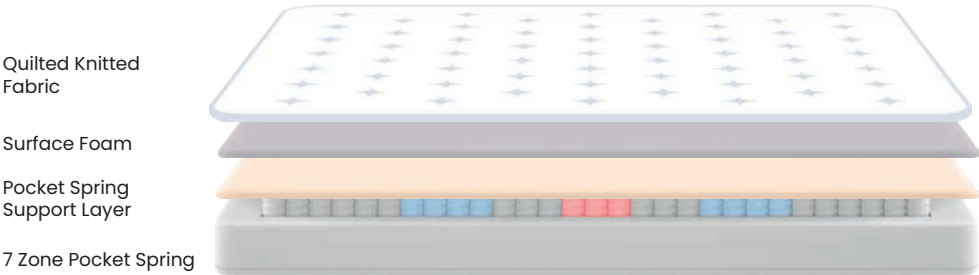 Quilted Knitted
Fabric
Surface Foam
Pocket Spring
Support Layer
7 Zone Pocket Spring